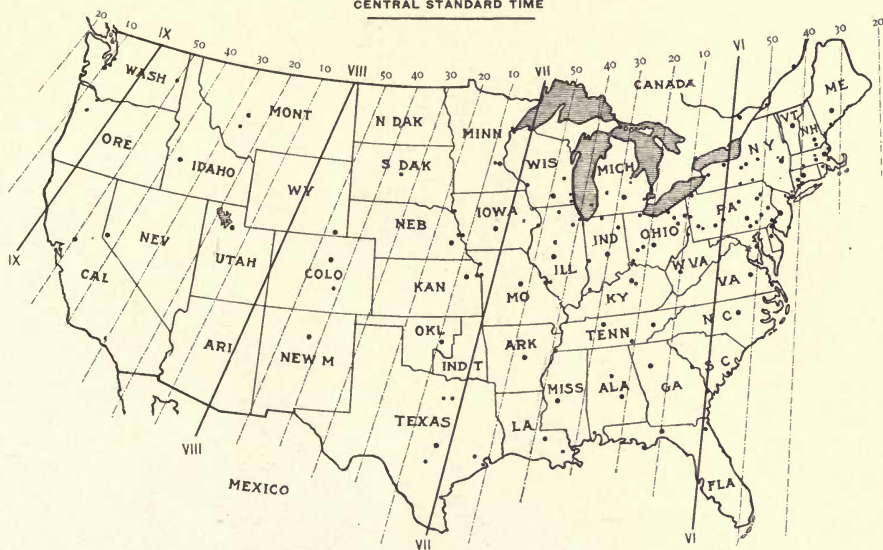 CENTRAL STANDARD TIME
20 10 IX 50 40 30 20 10 VIII 50 40 30 20 10 VII 50 40 30 20 10 VI 50 40 30 20
WASH
MONT
N DAK
MINN
CANADA
ME
VT
NH
ORE
IDAHO
S DAK
WIS
MICH
N Y
WY
IOWA
PA
NEB
NEV
UTAH
COLO
ILL
IND
OHIO
W VA
VA
IX
CAL
KAN
MO
KY
N C
ARI
NEW M
OKL
IND T
ARK
TENN
S C
MISS
ALA
GA
TEXAS
LA
VIII
MEXICO
FLA
VII
VI